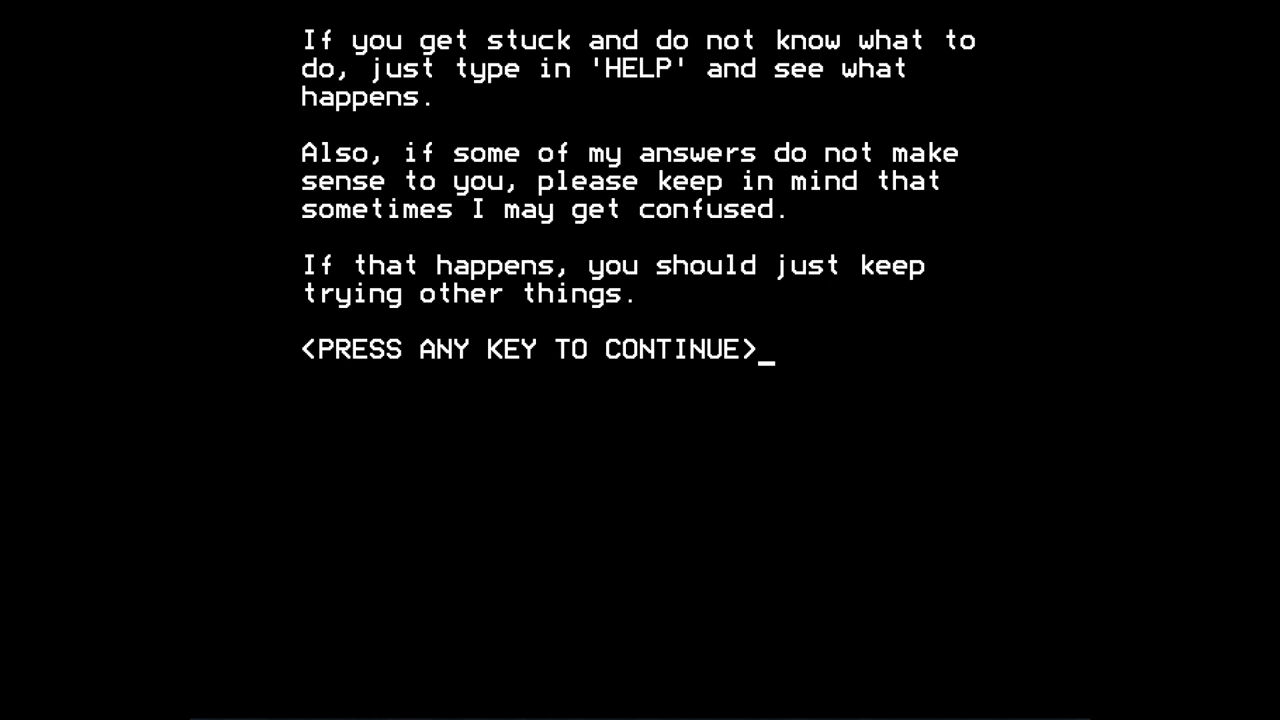 If you get stuck and do not know what to
do, just type in 'HELP' and see what
happens.
Also, if some of my answers do not make
sense to you, please keep in mind that
sometimes I may get confused.
If that happens, you should just keep
trying other things.
<PRESS ANY KEY TO CONTINUE>_